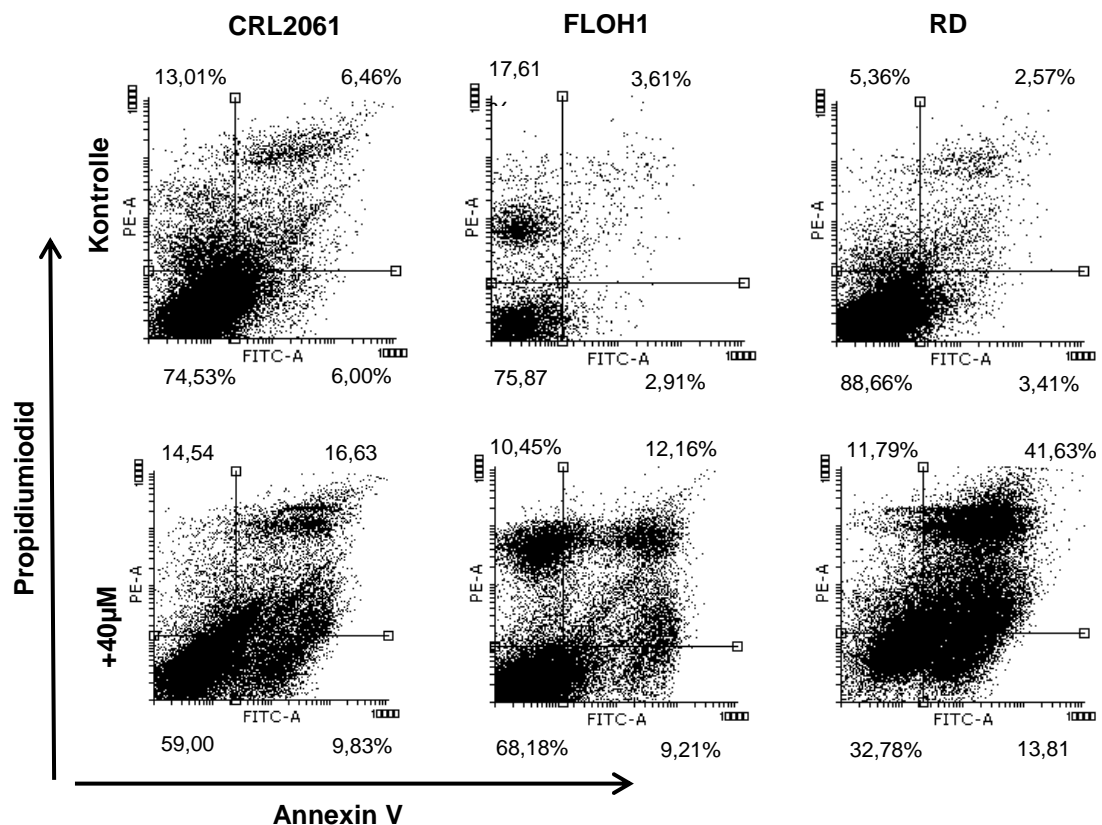 CRL2061 FLOH1 RD
Kontrolle
13,01% 6,46%
PE-A
FITC-A
74,53% 6,00%
17,61 3,61%
PE-A
FITC-A
75,87 2,91%
5,36% 2,57%
PE-A
FITC-A
88,66% 3,41%
+40µM
14,54 16,63
PE-A
FITC-A
59,00 9,83%
10,45% 12,16%
PE-A
FITC-A
68,18% 9,21%
11,79% 41,63%
PE-A
FITC-A
32,78% 13,81
Propidiumiodid
Annexin V